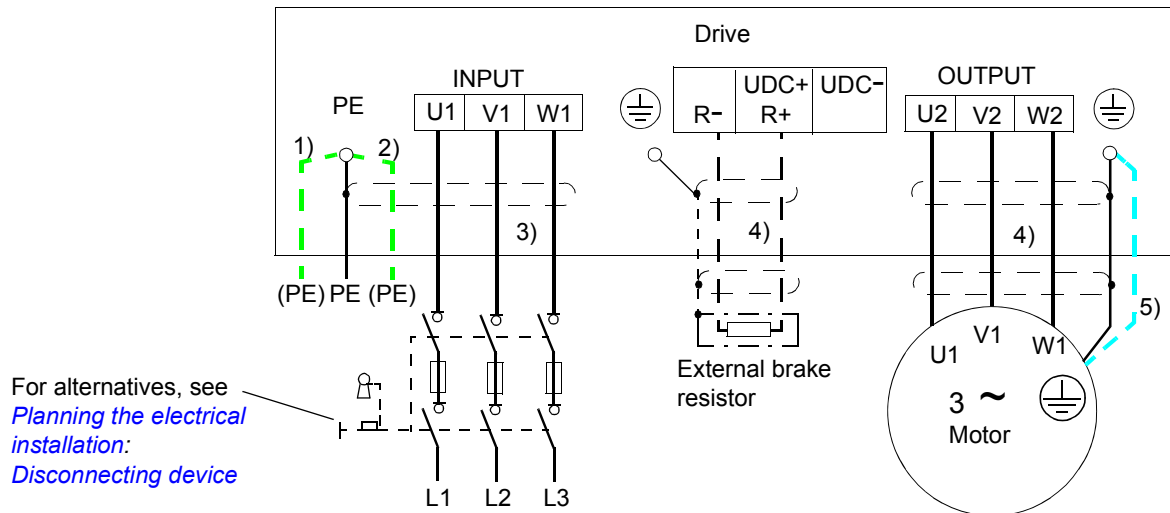 Drive
INPUT
OUTPUT
PE
U1 V1 W1
UDC+ UDC−
R− R+
U2 V2 W2
1) 2)
3)
4)
4)
(PE) PE (PE)
5)
External brake
resistor
U1 V1 W1
3 ~
Motor
For alternatives, see
Planning the electrical
installation:
Disconnecting device
L1 L2 L3